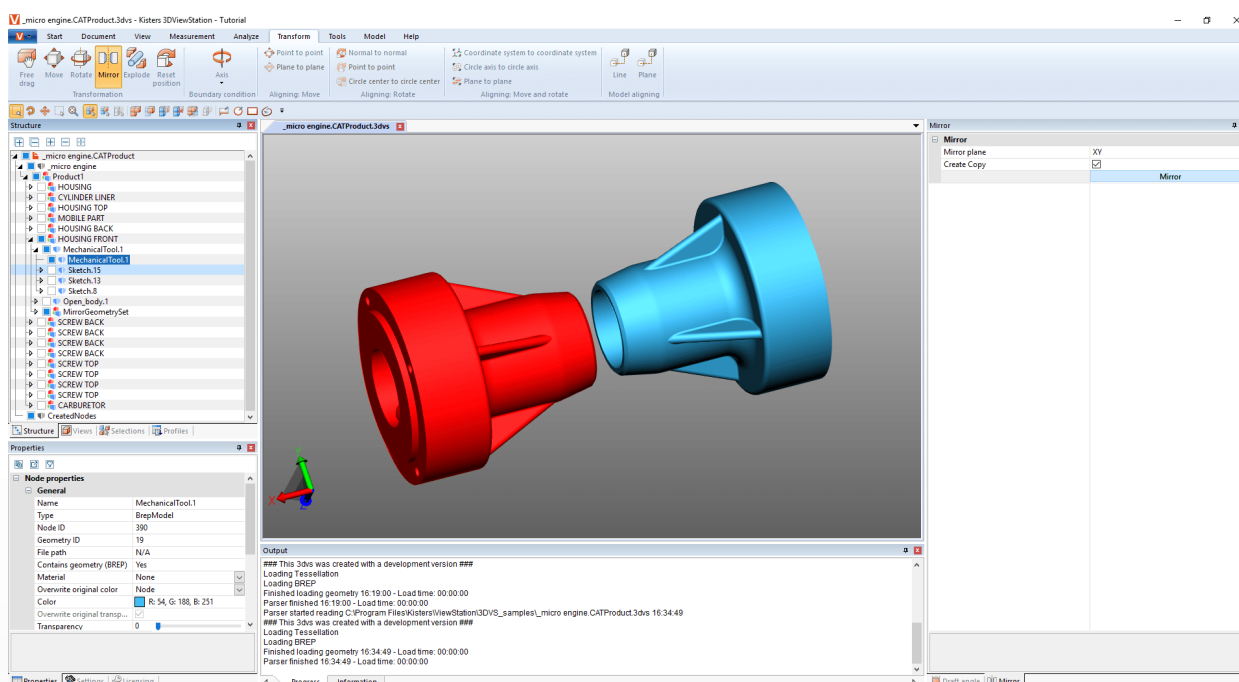 _micro engine.CATProduct.3dvs - Kisters 3DViewStation - Tutorial
Start Document View Measurement Analyze Transform Tools Model Help
Free drag
Move
Rotate
Mirror
Explode
Reset position
Transformation
Axis
Boundary condition
Point to point
Plane to plane
Aligning: Move
Normal to normal
Point to point
Circle center to circle center
Aligning: Rotate
Coordinate system to coordinate system
Circle axis to circle axis
Plane to plane
Aligning: Move and rotate
Line
Plane
Model aligning
Structure
_micro engine.CATProduct
_micro engine
Product1
HOUSING
CYLINDER LINER
HOUSING TOP
MOBILE PART
HOUSING BACK
HOUSING FRONT
MechanicalTool.1
MechanicalTool.1
Sketch.15
Sketch.13
Sketch.8
Open_body.1
MirrorGeometrySet
SCREW BACK
SCREW BACK
SCREW BACK
SCREW BACK
SCREW TOP
SCREW TOP
SCREW TOP
SCREW TOP
CARBURETOR
CreatedNodes
Structure Views Selections Profiles
Properties
Node properties
General
Name MechanicalTool.1
Type BrepModel
Node ID 390
Geometry ID 19
File path N/A
Contains geometry (BREP) Yes
Material None
Overwrite original color Node
Color R: 54, G: 188, B: 251
Overwrite original transp...
Transparency 0
Properties Settings Licensing
_micro engine.CATProduct.3dvs
X
Z
Output
### This 3dvs was created with a development version ###
Loading Tessellation
Loading BREP
Finished loading geometry 16:19:00 - Load time: 00:00:00
Parser finished 16:19:00 - Load time: 00:00:00
Parser started reading C:\Program Files\Kisters\ViewStation\3DVS_samples\_micro engine.CATProduct.3dvs 16:34:49
### This 3dvs was created with a development version ###
Loading Tessellation
Loading BREP
Finished loading geometry 16:34:49 - Load time: 00:00:00
Parser finished 16:34:49 - Load time: 00:00:00
Progress Information
Mirror
Mirror
Mirror plane XY
Create Copy
Mirror
Draft angle Mirror